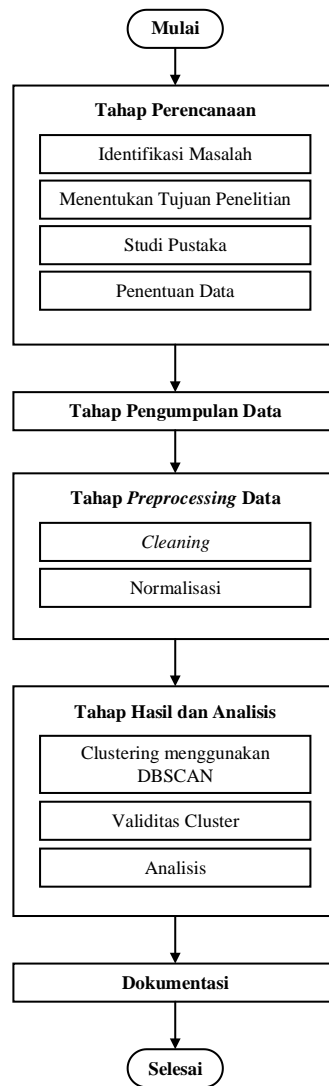 Mulai
Tahap Perencanaan
Identifikasi Masalah
Menentukan Tujuan Penelitian
Studi Pustaka
Penentuan Data
Tahap Pengumpulan Data
Tahap Preprocessing Data
Cleaning
Normalisasi
Tahap Hasil dan Analisis
Clustering menggunakan
DBSCAN
Validitas Cluster
Analisis
Dokumentasi
Selesai